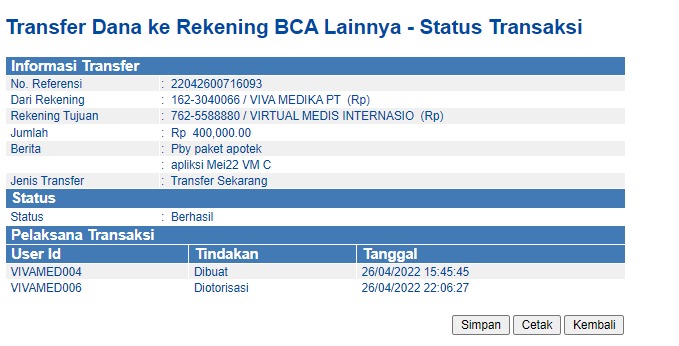 Transfer Dana ke Rekening BCA Lainnya - Status Transaksi
Informasi Transfer
No. Referensi : 22042600716093
Dari Rekening : 162-3040066 / VIVA MEDIKA PT (Rp)
Rekening Tujuan : 762-5588880 / VIRTUAL MEDIS INTERNASIO (Rp)
Jumlah : Rp 400,000.00
Berita : Pby paket apotek
: apliksi Mei22 VM C
Jenis Transfer : Transfer Sekarang
Status
Status : Berhasil
Pelaksana Transaksi
User Id Tindakan Tanggal
VIVAMED004 Dibuat 26/04/2022 15:45:45
VIVAMED006 Diotorisasi 26/04/2022 22:06:27
Simpan Cetak Kembali